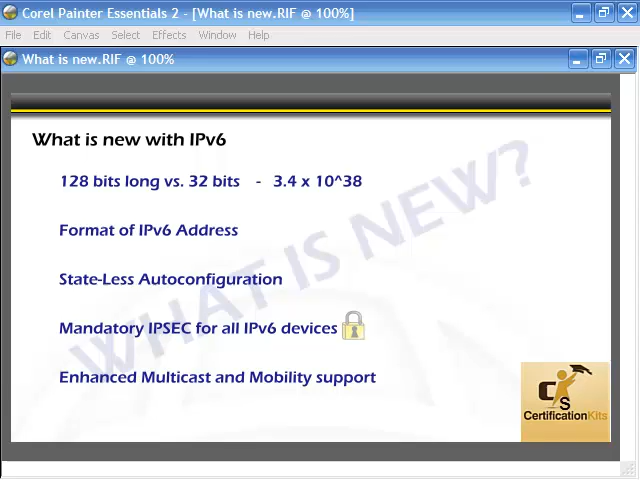 Corel Painter Essentials 2 - [What is new.RIF @ 100%]
File Edit Canvas Select Effects Window Help
What is new.RIF @ 100%
What is new with IPv6
128 bits long vs. 32 bits - 3.4 x 10^38
Format of IPv6 Address
State-Less Autoconfiguration
Mandatory IPSEC for all IPv6 devices
Enhanced Multicast and Mobility support
WHAT IS NEW?
CS
CertificationKits